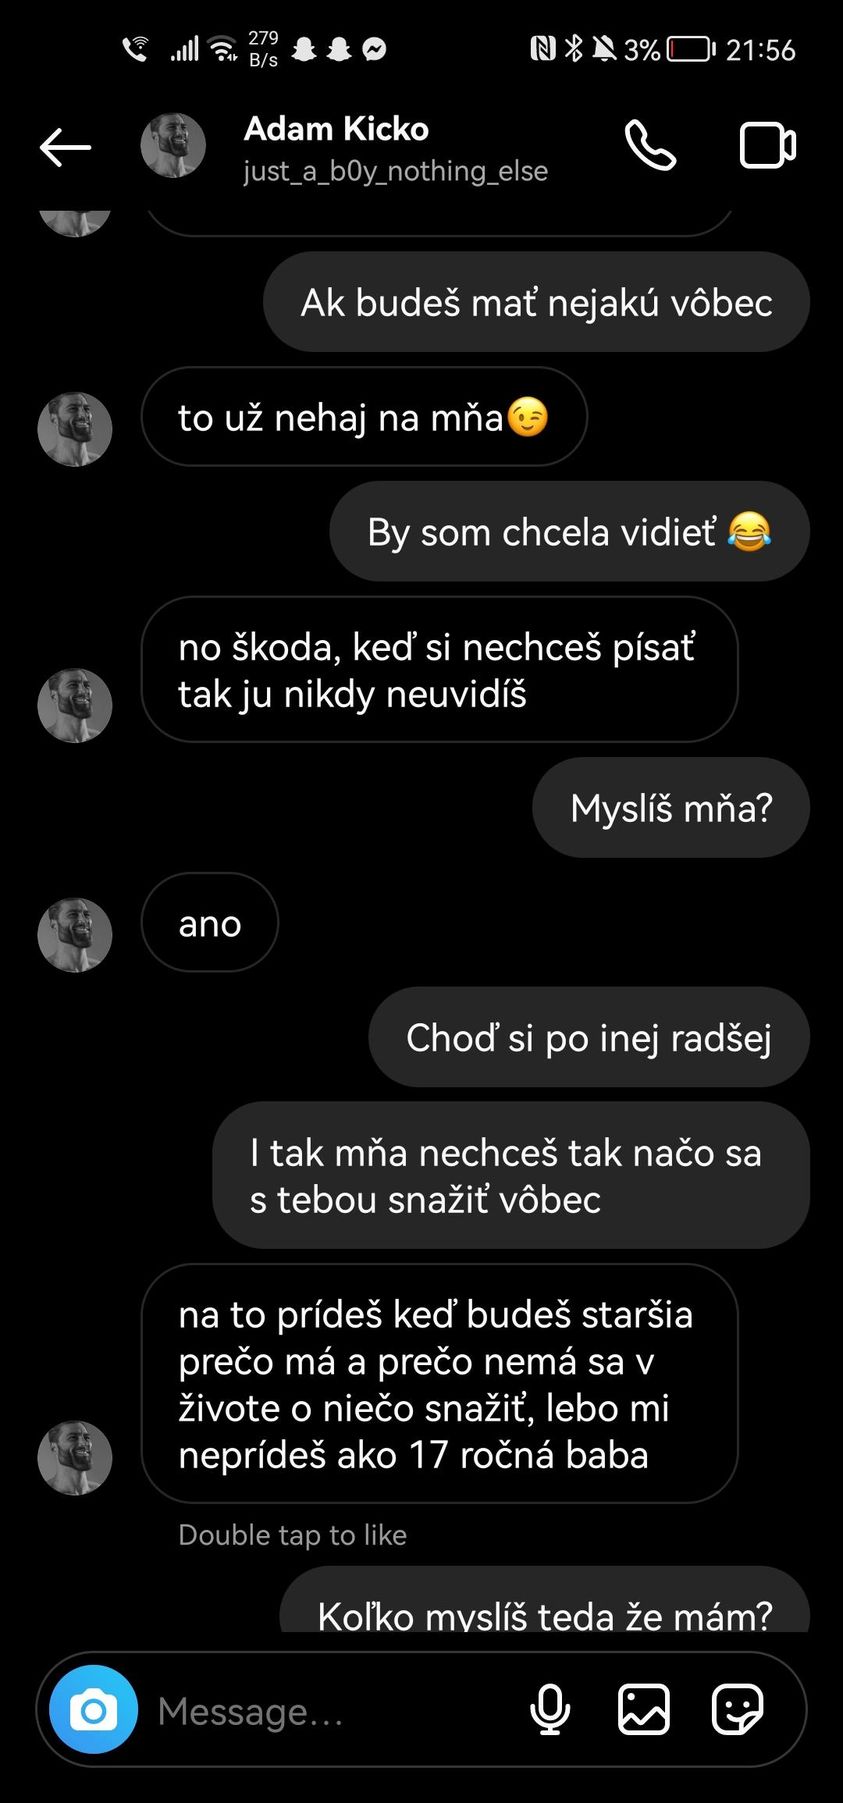 279
B/s
3%
21:56
Adam Kicko
just_a_b0y_nothing_else
Ak budeš mať nejakú vôbec
to už nehaj na mňa😉
By som chcela vidieť 😂
no škoda, keď si nechceš písať
tak ju nikdy neuvidíš
Myslíš mňa?
ano
Choď si po inej radšej
I tak mňa nechceš tak načo sa
s tebou snažiť vôbec
na to prídeš keď budeš staršia
prečo má a prečo nemá sa v
živote o niečo snažiť, lebo mi
neprídeš ako 17 ročná baba
Double tap to like
Koľko myslíš teda že mám?
Message...